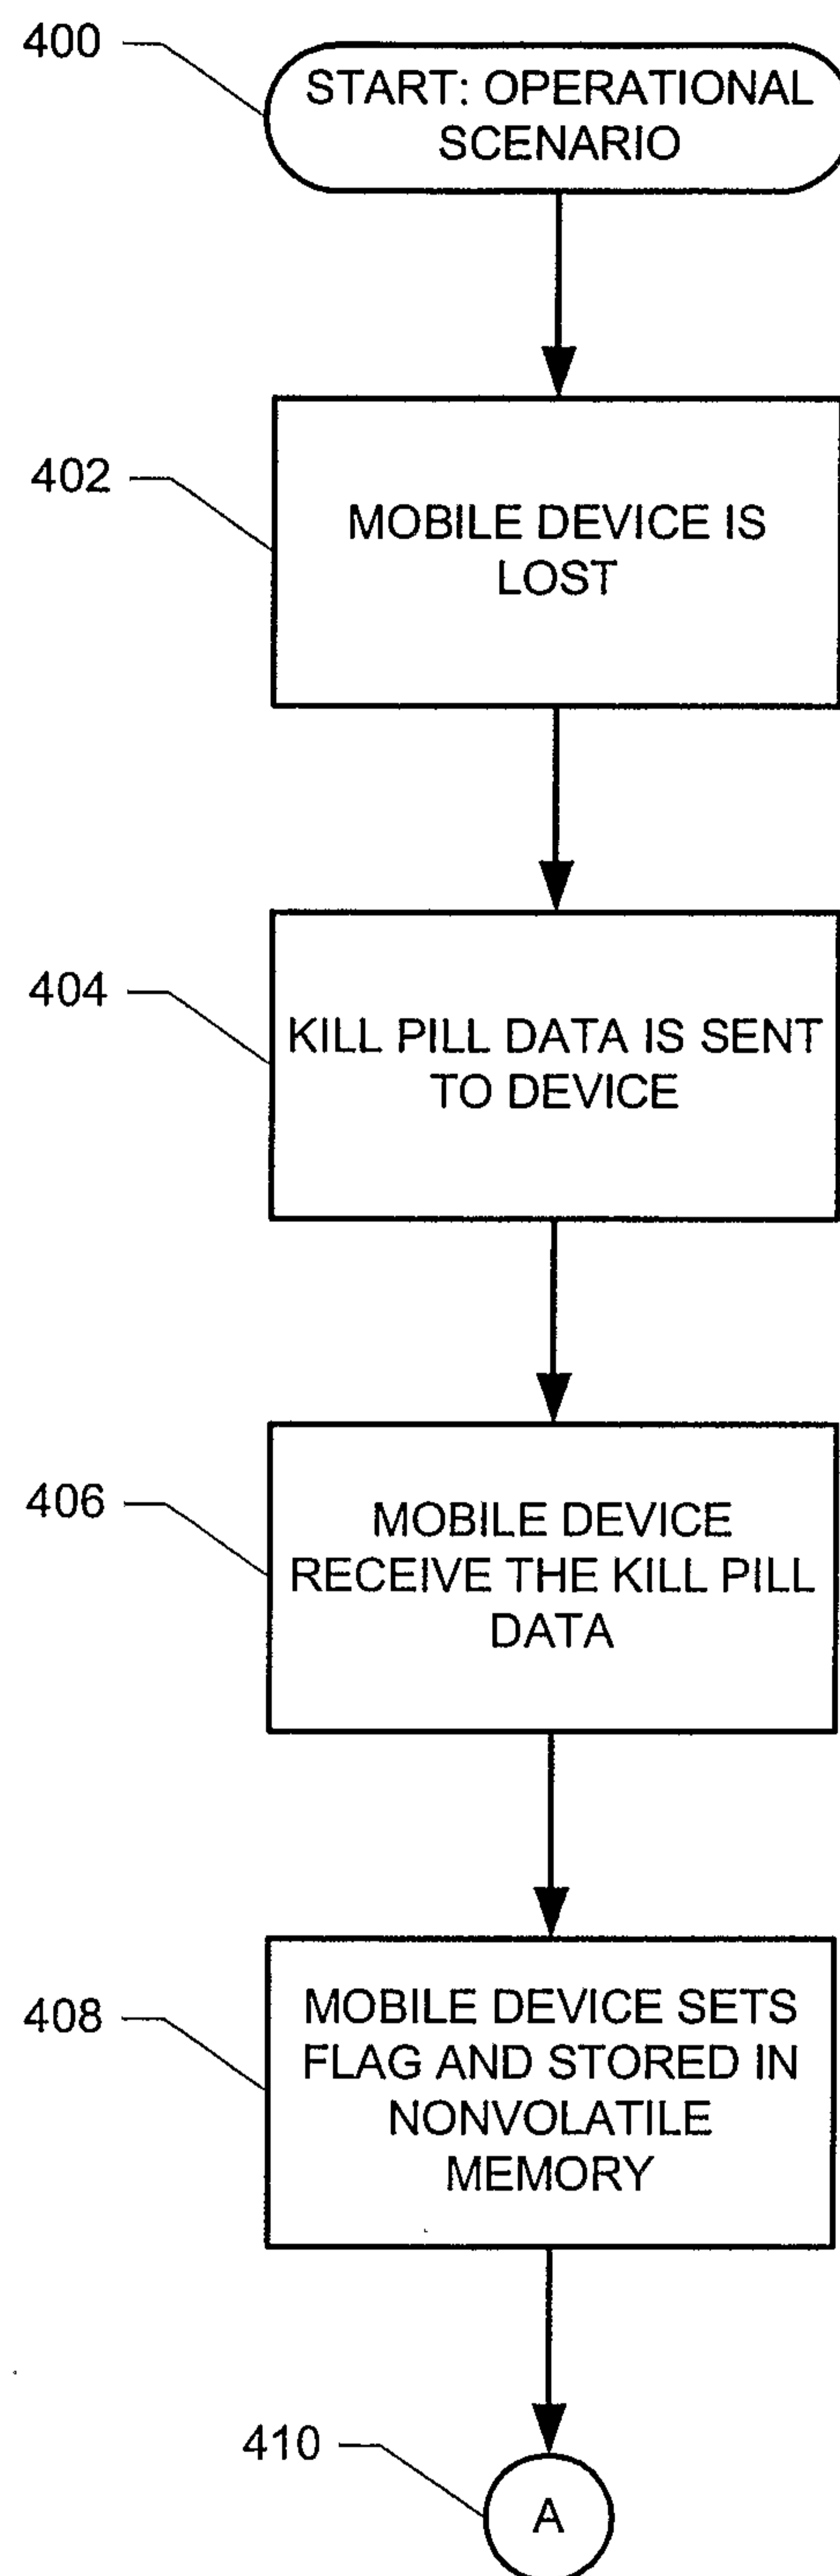 400
START: OPERATIONAL
SCENARIO
402
MOBILE DEVICE IS
LOST
404
KILL PILL DATA IS SENT
TO DEVICE
406
MOBILE DEVICE
RECEIVE THE KILL PILL
DATA
408
MOBILE DEVICE SETS
FLAG AND STORED IN
NONVOLATILE
MEMORY
410
A